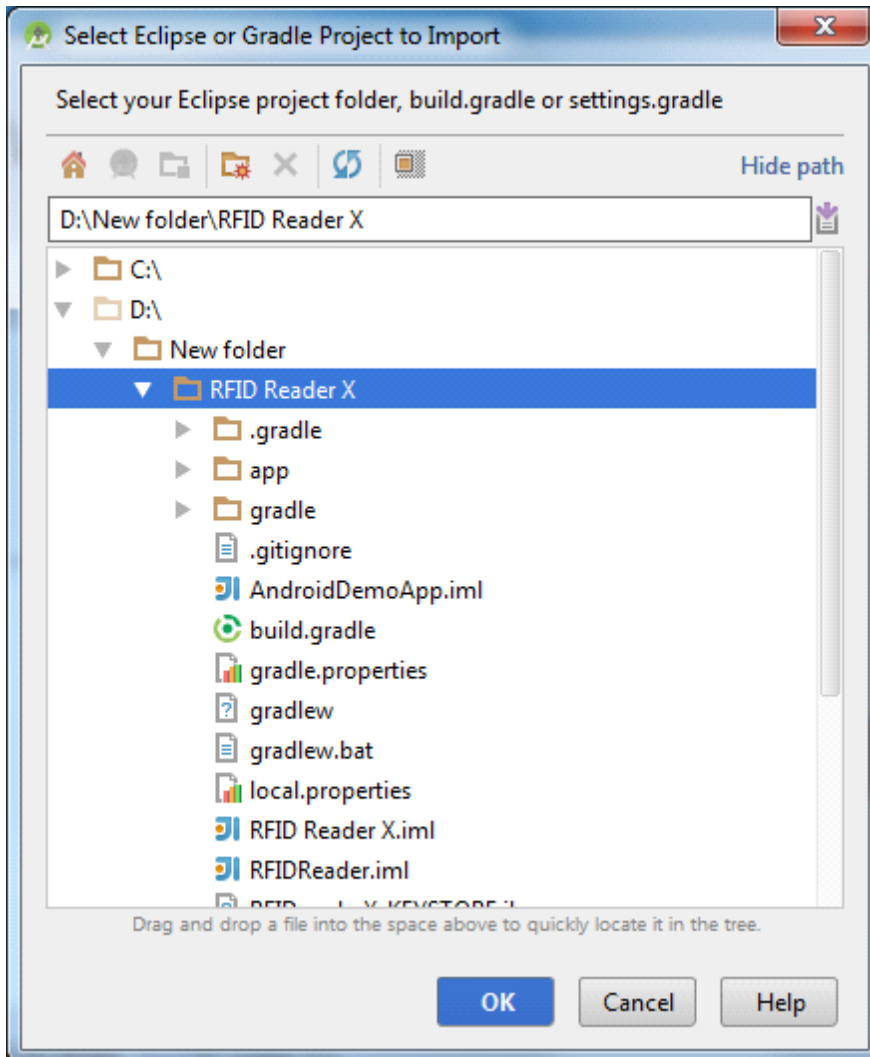 Select Eclipse or Gradle Project to Import
Select your Eclipse project folder, build.gradle or settings.gradle
Hide path
D:\New folder\RFID Reader X
C:\
D:\
New folder
RFID Reader X
.gradle
app
gradle
.gitignore
AndroidDemoApp.iml
build.gradle
gradle.properties
gradlew
gradlew.bat
local.properties
RFID Reader X.iml
RFIDReader.iml
Drag and drop a file into the space above to quickly locate it in the tree.
OK Cancel Help